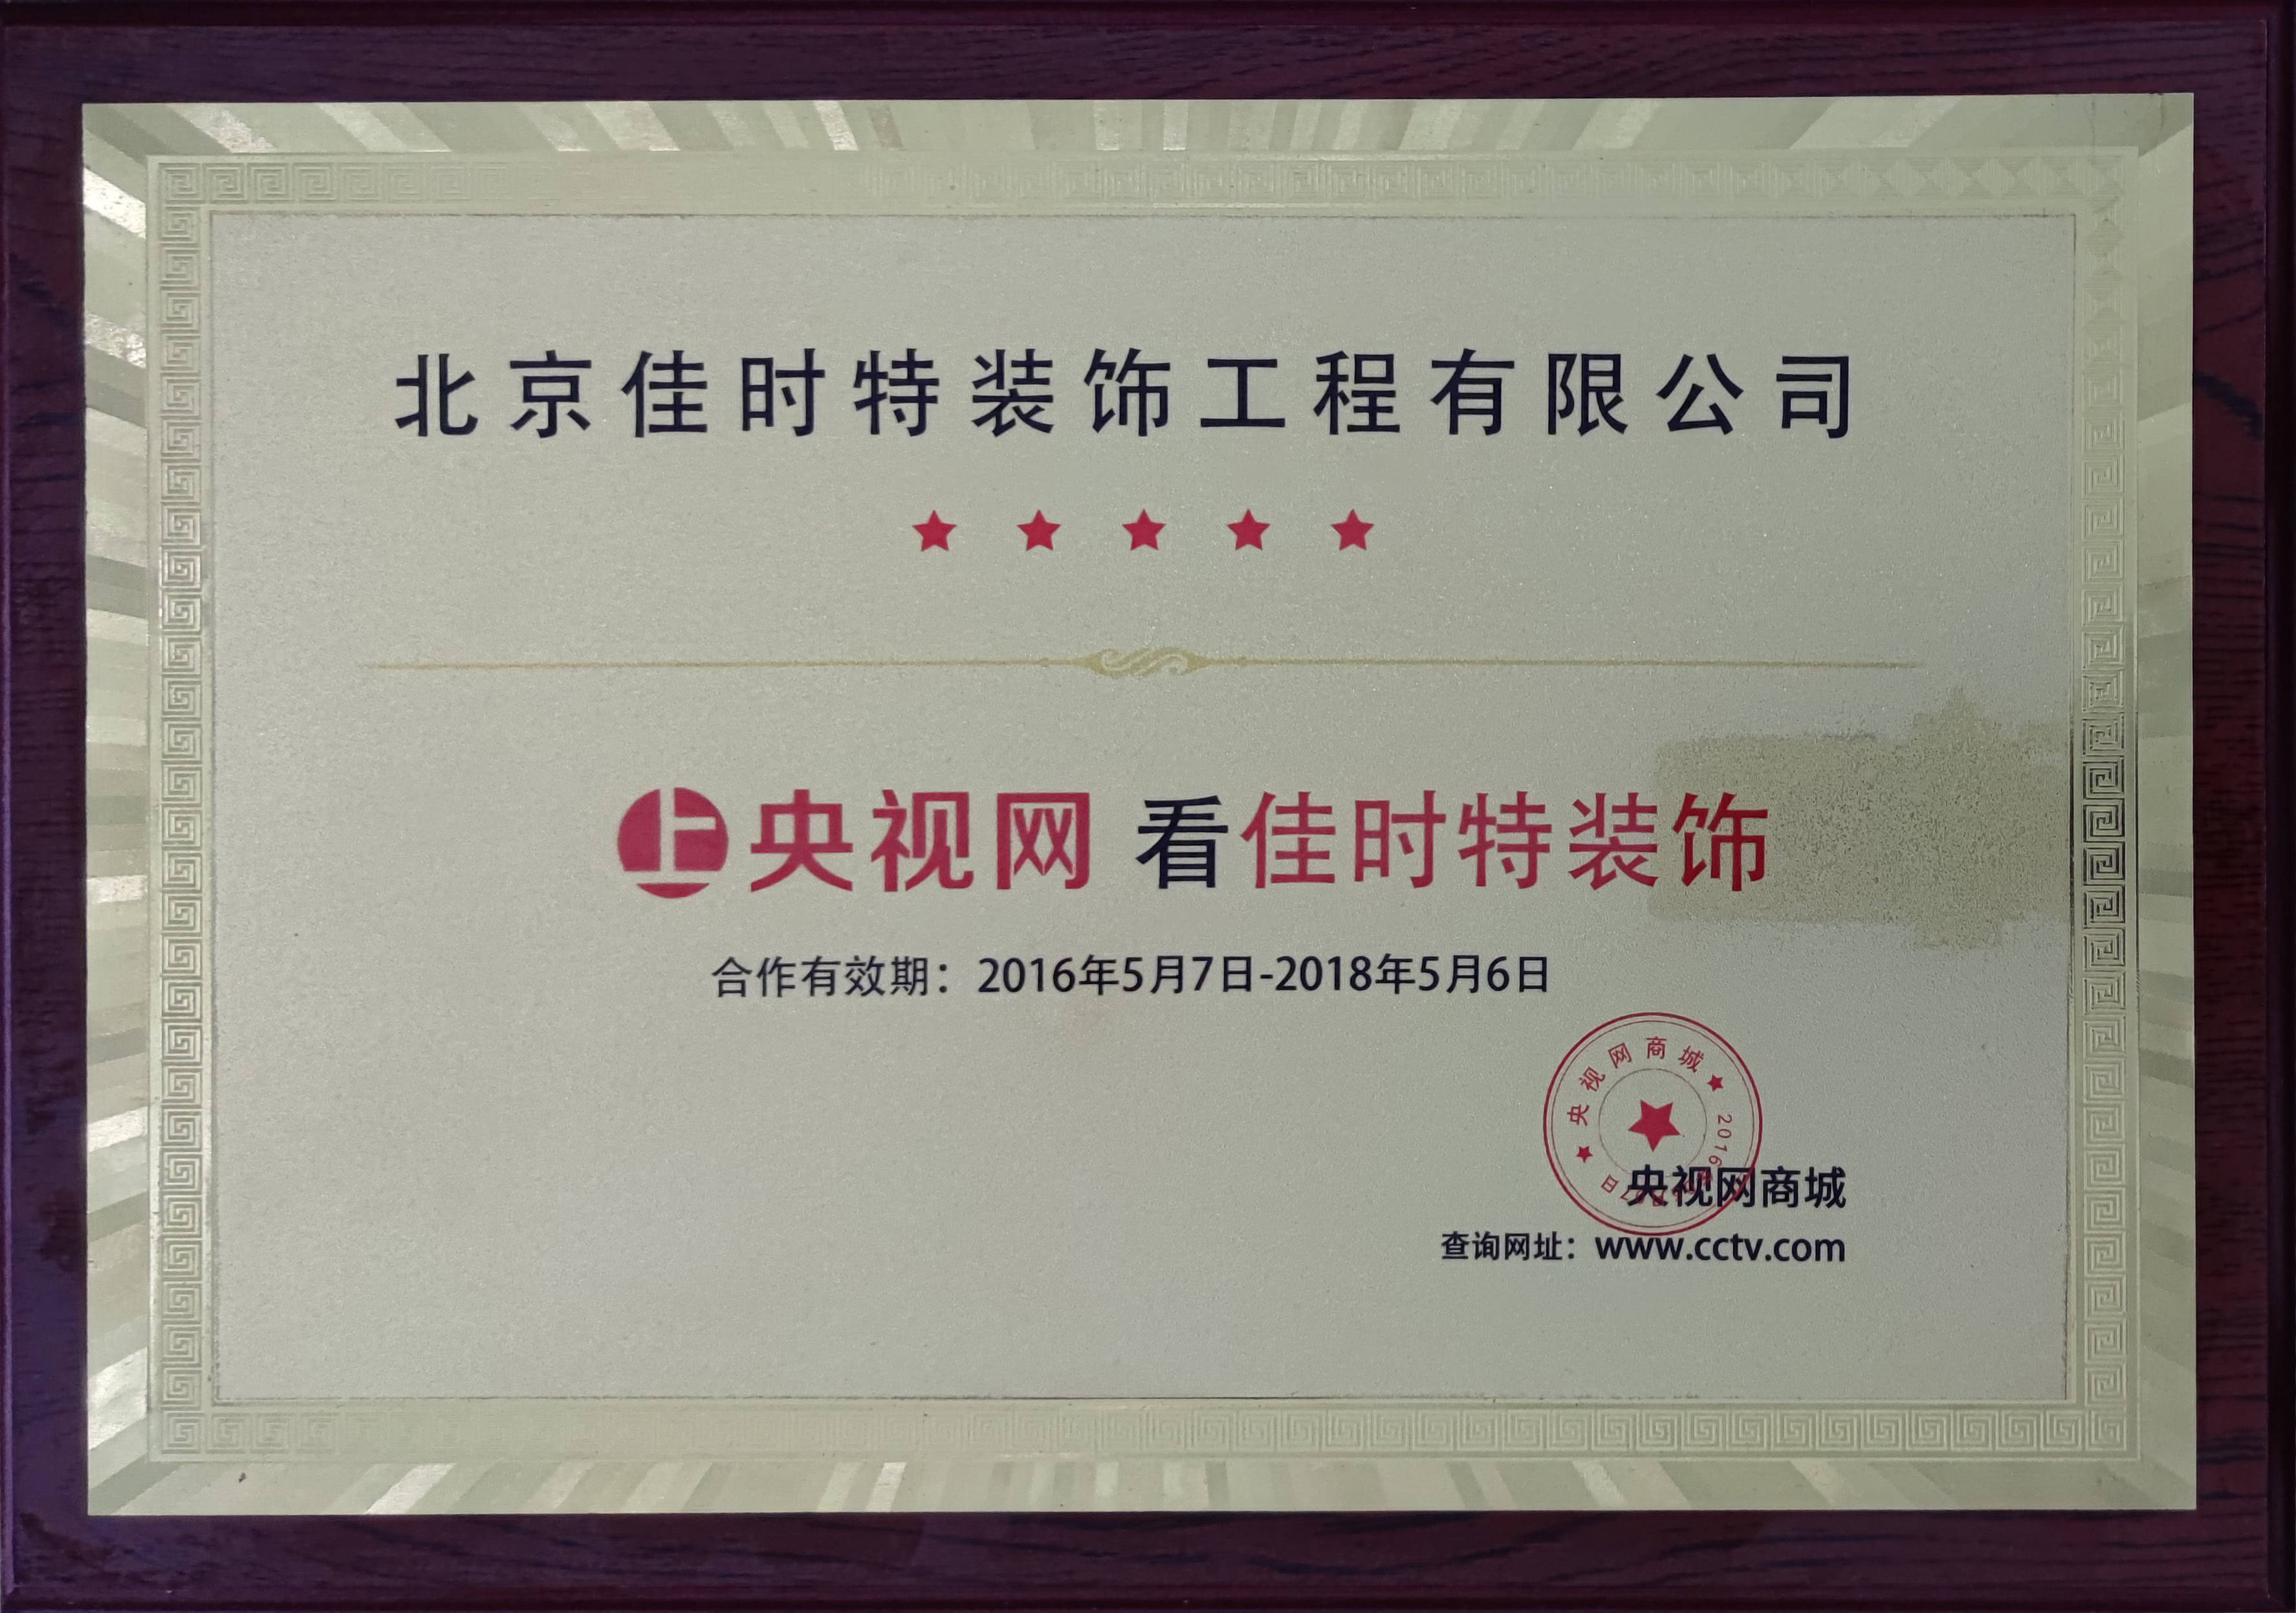 北京佳时特装饰工程有限公司
★ ★ ★ ★ ★
央视网 看佳时特装饰
合作有效期：2016年5月7日-2018年5月6日
★央视网商城★
2016
日
央视网商城
查询网址：www.cctv.com